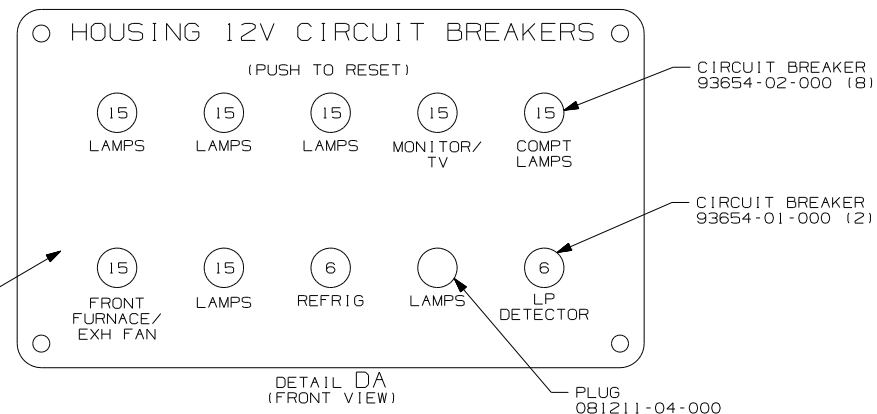 HOUSING 12V CIRCUIT BREAKERS
(PUSH TO RESET)
CIRCUIT BREAKER
93654-02-000 (8)
15 15 15 15 15
LAMPS LAMPS LAMPS MONITOR/ COMPT
TV LAMPS
CIRCUIT BREAKER
93654-01-000 (2)
15 15 6 6
FRONT LAMPS REFRIG LAMPS LP
FURNACE/ DETECTOR
EXH FAN
DETAIL DA
(FRONT VIEW)
PLUG
081211-04-000